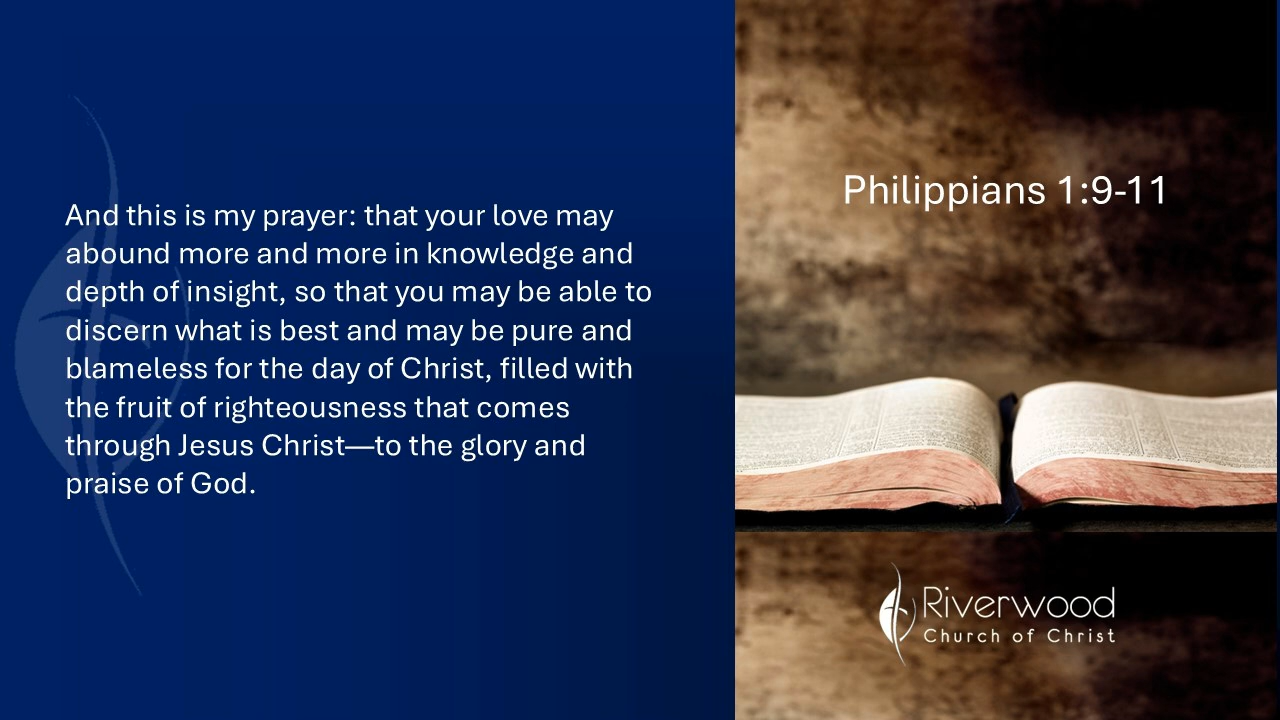 And this is my prayer: that your love may
abound more and more in knowledge and
depth of insight, so that you may be able to
discern what is best and may be pure and
blameless for the day of Christ, filled with
the fruit of righteousness that comes
through Jesus Christ—to the glory and
praise of God.
Philippians 1:9-11
Riverwood
Church of Christ